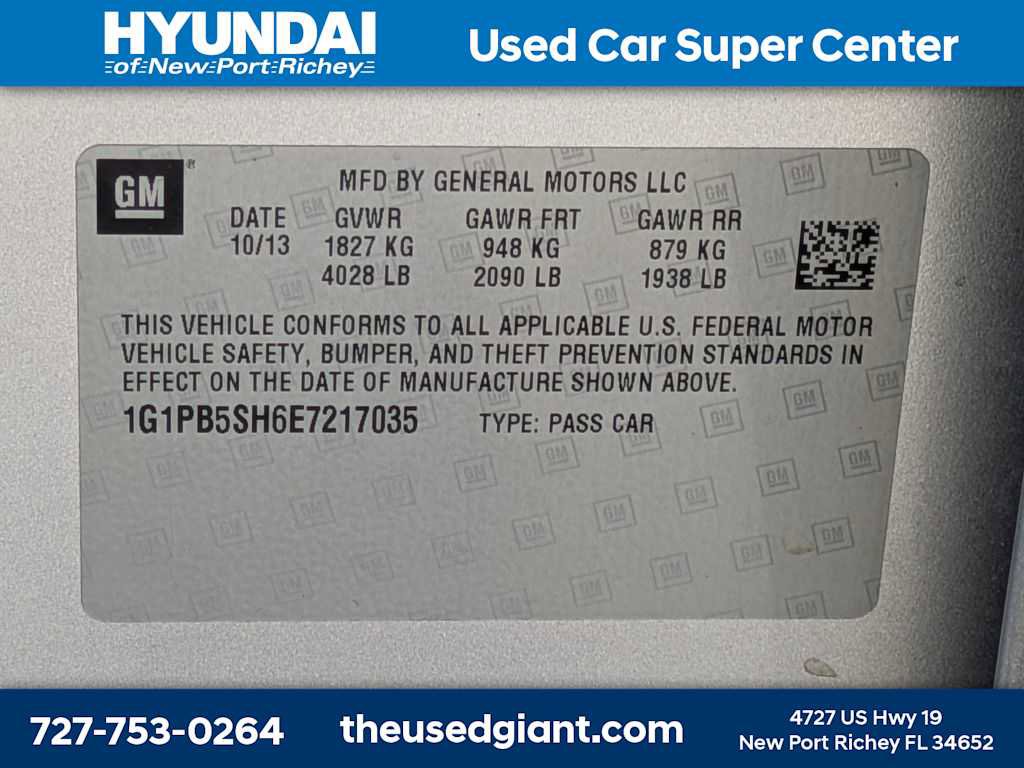 HYUNDAI
of New Port Richey
Used Car Super Center
GM
MFD BY GENERAL MOTORS LLC
DATE GVWR GAWR FRT GAWR RR
10/13 1827 KG 948 KG 879 KG
4028 LB 2090 LB 1938 LB
THIS VEHICLE CONFORMS TO ALL APPLICABLE U.S. FEDERAL MOTOR
VEHICLE SAFETY, BUMPER, AND THEFT PREVENTION STANDARDS IN
EFFECT ON THE DATE OF MANUFACTURE SHOWN ABOVE.
1G1PB5SH6E7217035 TYPE: PASS CAR
727-753-0264
theusedgiant.com
4727 US Hwy 19
New Port Richey FL 34652